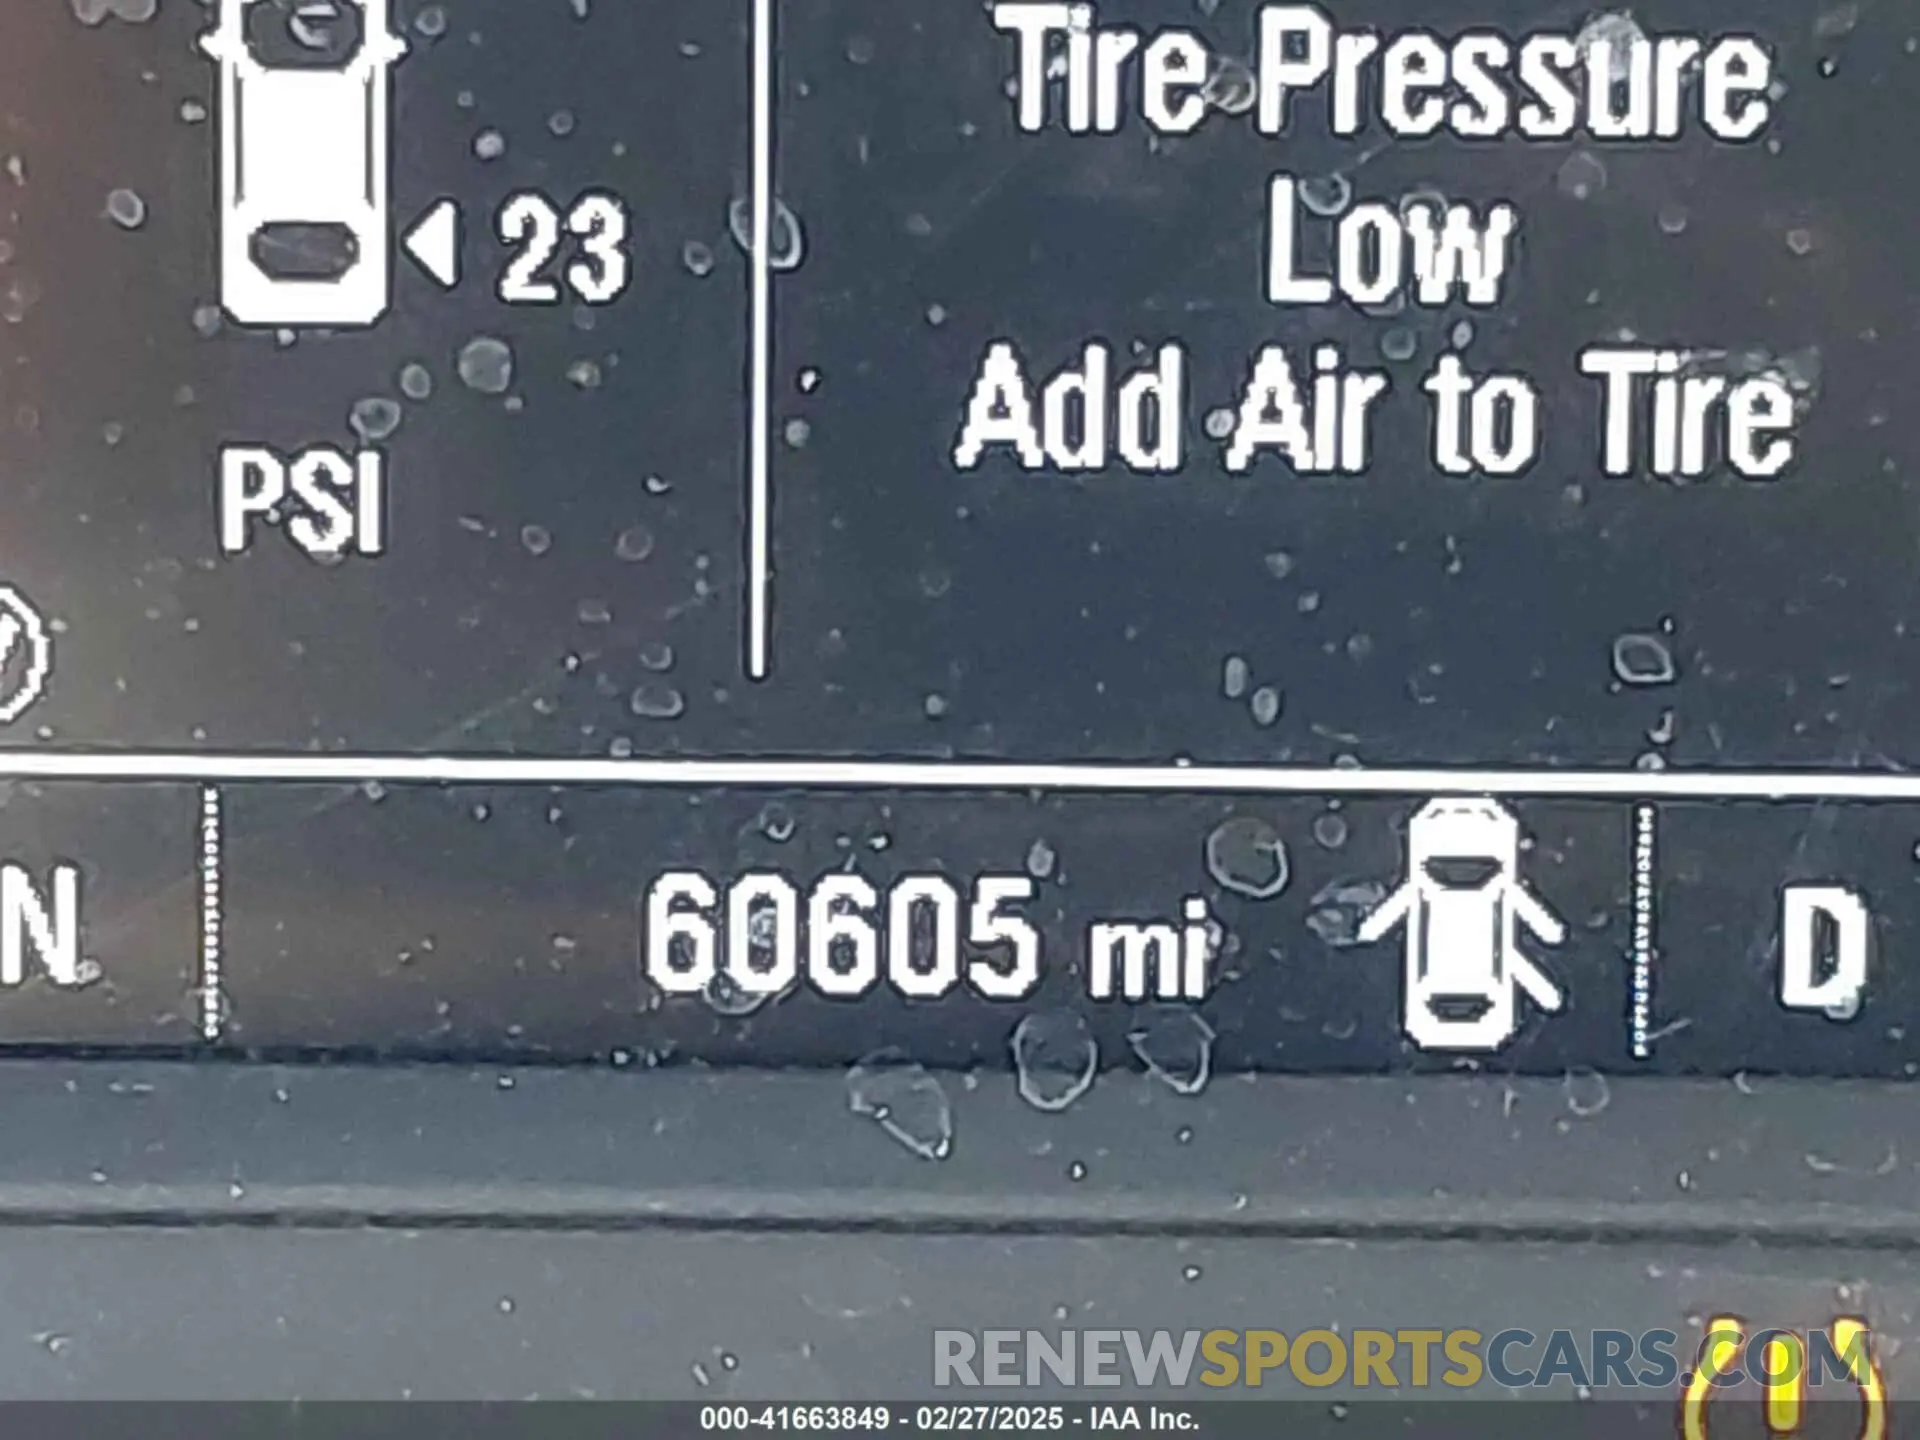 Tire Pressure
Low
Add Air to Tire
23
PSI
N
60605 mi
D
RENEWSPORTSCARS.COM
000-41663849 - 02/27/2025 - IAA Inc.